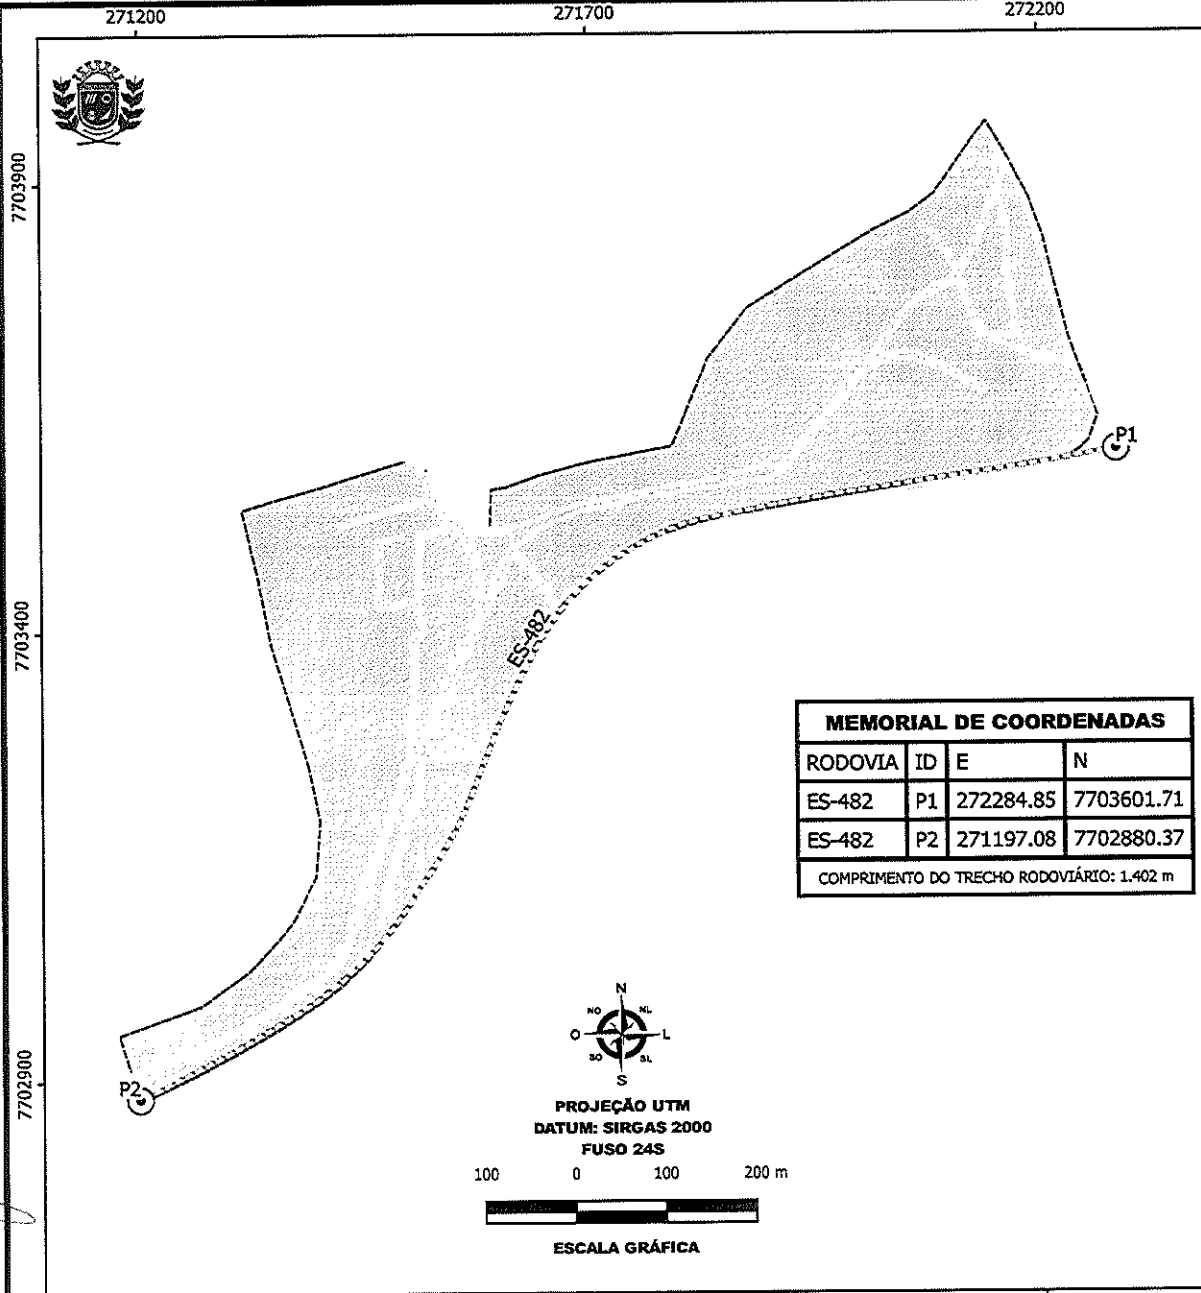 271200 271700 272200
7703900
7703400
7702900
P1
ES-482
P2
MEMORIAL DE COORDENADAS
RODOVIA ID E N
ES-482 P1 272284.85 7703601.71
ES-482 P2 271197.08 7702880.37
COMPRIMENTO DO TRECHO RODOVIÁRIO: 1.402 m
N
NO NL
O L
SO SL
S
PROJEÇÃO UTM
DATUM: SIRGAS 2000
FUSO 24S
100 0 100 200 m
ESCALA GRÁFICA